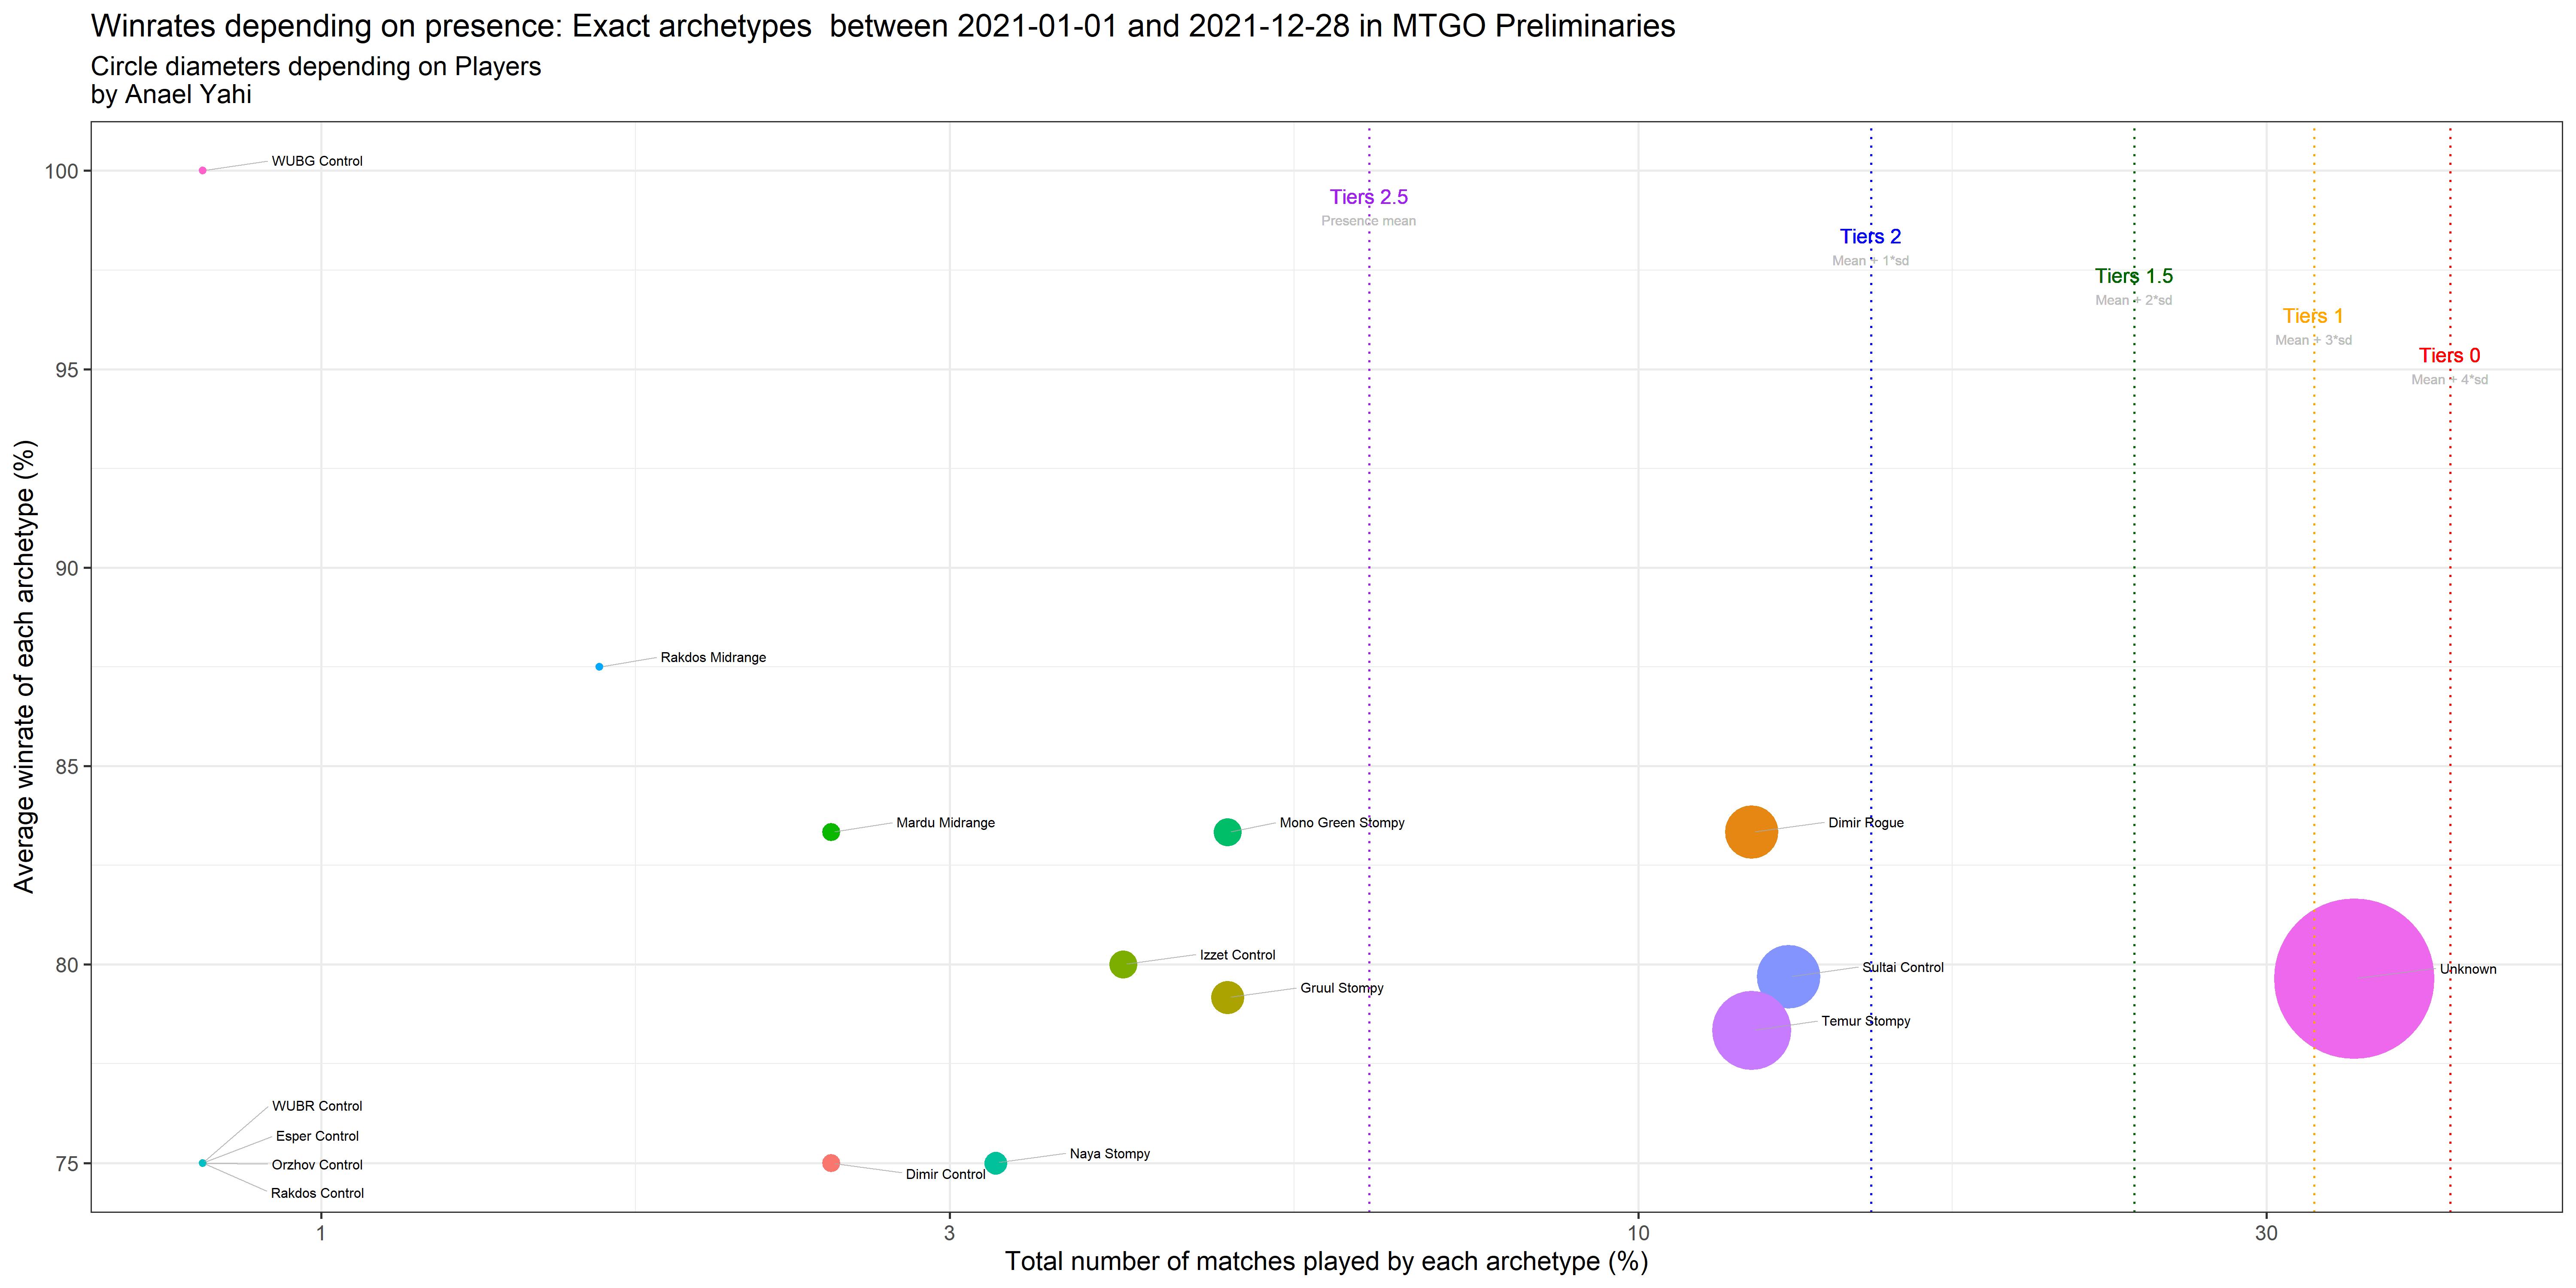 Winrates depending on presence: Exact archetypes  between 2021-01-01 and 2021-12-28 in MTGO Preliminaries
Circle diameters depending on Players
by Anael Yahi
Average winrate of each archetype (%)
100
95
90
85
80
75
WUBG Control
Tiers 2.5
Presence mean
Tiers 2
Mean + 1*sd
Tiers 1.5
Mean + 2*sd
Tiers 1
Mean + 3*sd
Tiers 0
Mean + 4*sd
Rakdos Midrange
Mardu Midrange
Mono Green Stompy
Dimir Rogue
Izzet Control
Gruul Stompy
Sultai Control
Unknown
Temur Stompy
WUBR Control
Esper Control
Orzhov Control
Rakdos Control
Naya Stompy
Dimir Control
1
3
10
30
Total number of matches played by each archetype (%)